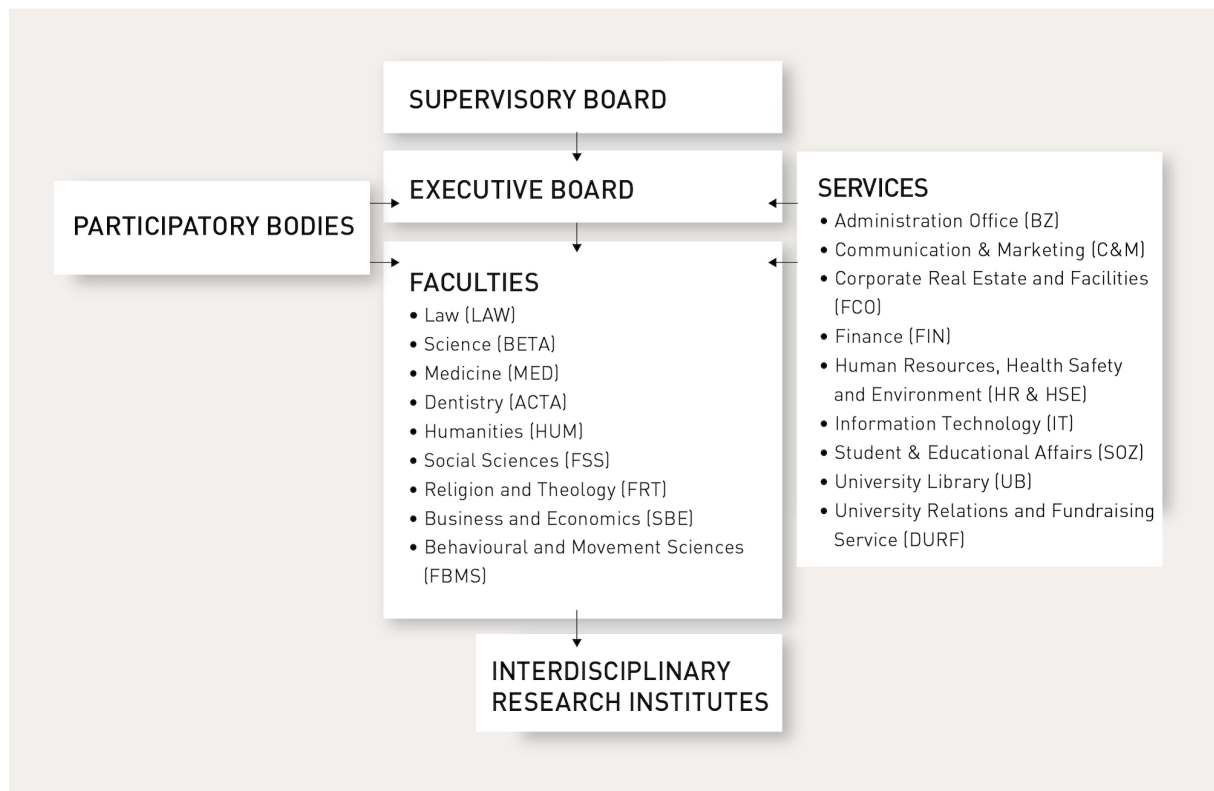 SUPERVISORY BOARD
EXECUTIVE BOARD
PARTICIPATORY BODIES
FACULTIES
• Law (LAW)
• Science (BETA)
• Medicine (MED)
• Dentistry (ACTA)
• Humanities (HUM)
• Social Sciences (FSS)
• Religion and Theology (FRT)
• Business and Economics (SBE)
• Behavioural and Movement Sciences
(FBMS)
SERVICES
• Administration Office (BZ)
• Communication & Marketing (C&M)
• Corporate Real Estate and Facilities
(FCO)
• Finance (FIN)
• Human Resources, Health Safety
and Environment (HR & HSE)
• Information Technology (IT)
• Student & Educational Affairs (SOZ)
• University Library (UB)
• University Relations and Fundraising
Service (DURF)
INTERDISCIPLINARY
RESEARCH INSTITUTES